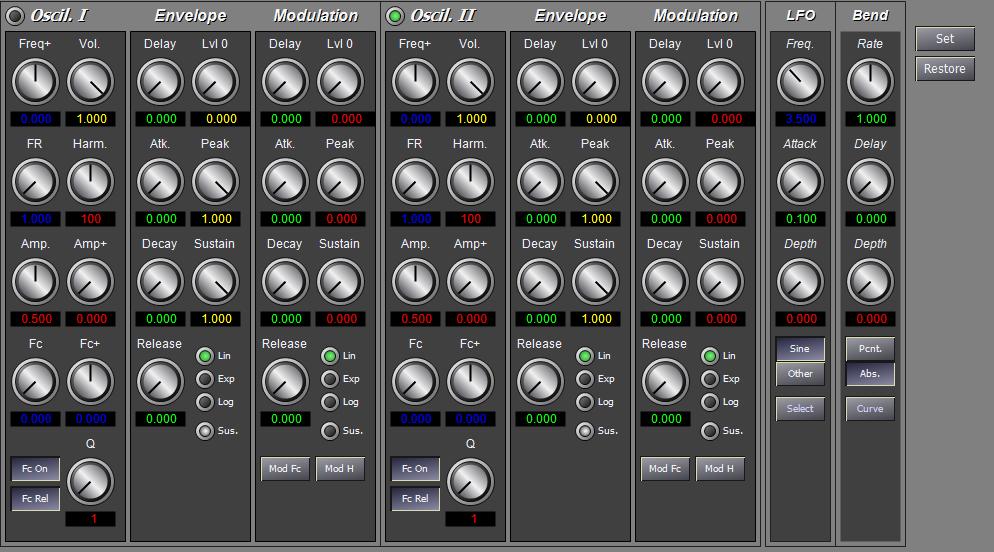 Oscil. I Envelope Modulation Oscil. II Envelope Modulation LFO Bend
Freq+ Vol. Delay Lvl 0 Delay Lvl 0 Freq+ Vol. Delay Lvl 0 Delay Lvl 0 Freq. Rate Set
Restore
0.000 1.000 0.000 0.000 0.000 0.000 0.000 1.000 0.000 0.000 0.000 0.000 3.500 1.000
FR Harm. Atk. Peak Atk. Peak FR Harm. Atk. Peak Atk. Peak Attack Delay
1.000 100 0.000 1.000 0.000 0.000 1.000 100 0.000 1.000 0.000 0.000 0.100 0.000
Amp. Amp+ Decay Sustain Decay Sustain Amp. Amp+ Decay Sustain Decay Sustain Depth Depth
0.500 0.000 0.000 1.000 0.000 0.000 0.500 0.000 0.000 1.000 0.000 0.000 0.000 0.000
Fc Fc+ Release Release Fc Fc+ Release Release
Lin Lin Lin Lin Sine Pcnt.
Exp Exp Exp Exp Other Abs.
Log Log Log Log Select Curve
0.000 0.000 0.000 0.000 0.000 0.000 0.000 0.000
Sus. Sus. Sus. Sus.
Q Q
Fc On Mod Fc Mod H Fc On Mod Fc Mod H
Fc Rel Fc Rel
1 1